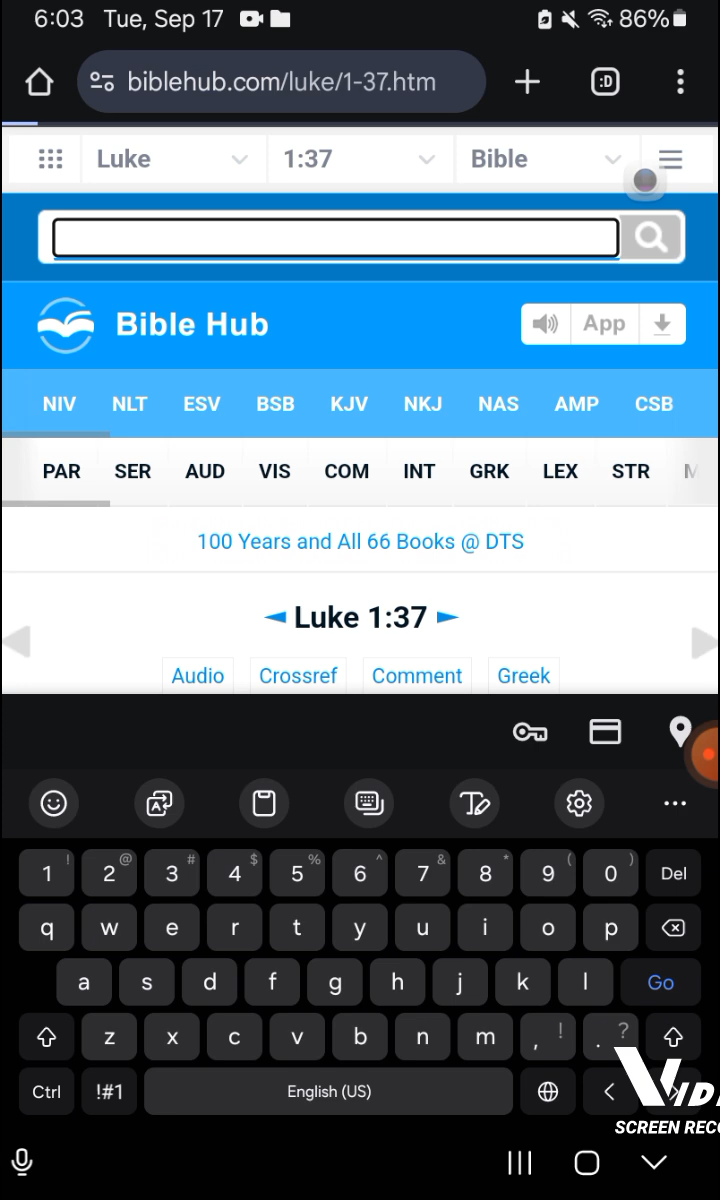 6:03 Tue, Sep 17 86%
biblehub.com/luke/1-37.htm :D
Luke 1:37 Bible
Bible Hub App
NIV NLT ESV BSB KJV NKJ NAS AMP CSB
PAR SER AUD VIS COM INT GRK LEX STR
100 Years and All 66 Books @ DTS
◄ Luke 1:37 ►
Audio Crossref Comment Greek
1 ! 2 @ 3 # 4 $ 5 % 6 ^ 7 & 8 * 9 ( 0 ) Del
q w e r t y u i o p
a s d f g h j k l Go
z x c v b n m , ! . ?
Ctrl !#1 English (US) <
VID
SCREEN REC